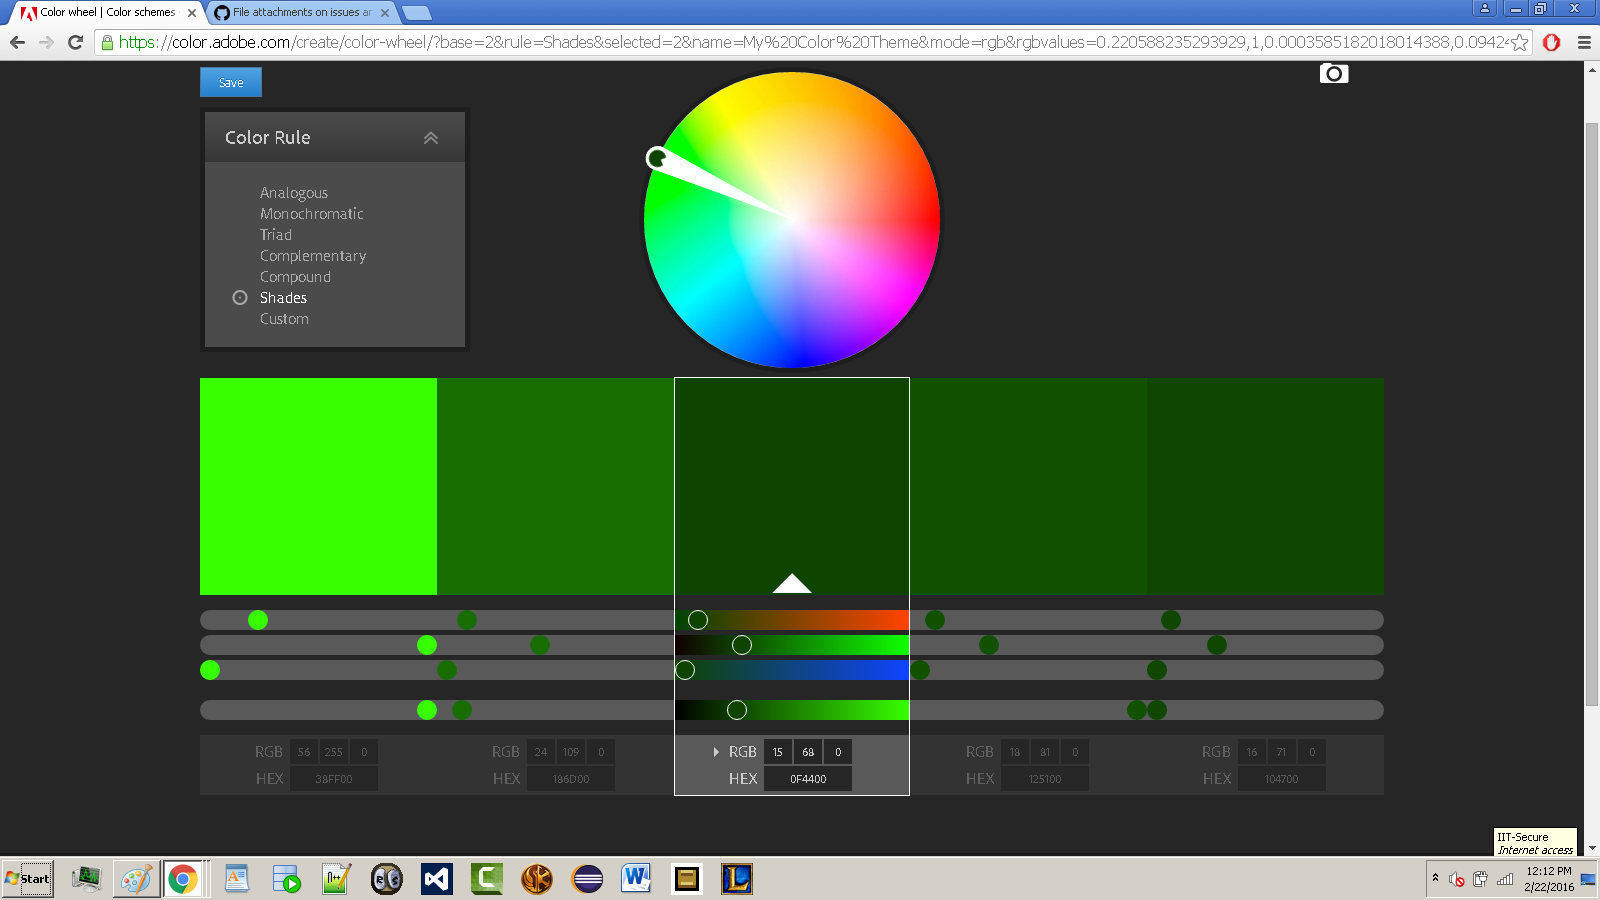 Color wheel | Color schemes
File attachments on issues ar
https://color.adobe.com/create/color-wheel/?base=2&rule=Shades&selected=2&name=My%20Color%20Theme&mode=rgb&rgbvalues=0.220588235293929,1,0.0003585182018014388,0.0942
Save
Color Rule
Analogous
Monochromatic
Triad
Complementary
Compound
Shades
Custom
RGB 56 255 0
HEX 38FF00
RGB 24 109 0
HEX 186D00
RGB 15 68 0
HEX 0F4400
RGB 18 81 0
HEX 125100
RGB 16 71 0
HEX 104700
IIT-Secure
Internet access
Start
12:12 PM
2/22/2016